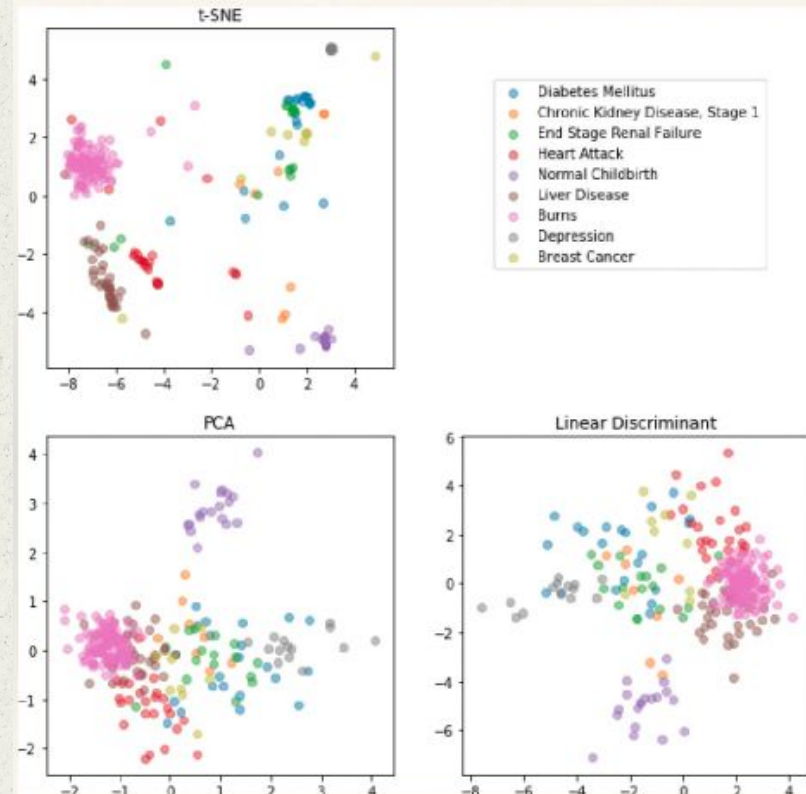 t-SNE
4
2
0
−2
−4
−8 −6 −4 −2 0 2 4
Diabetes Mellitus
Chronic Kidney Disease, Stage 1
End Stage Renal Failure
Heart Attack
Normal Childbirth
Liver Disease
Burns
Depression
Breast Cancer
PCA
4
3
2
1
0
−1
−2
−2 −1 0 1 2 3 4
Linear Discriminant
6
4
2
0
−2
−4
−6
−8 −6 −4 −2 0 2 4